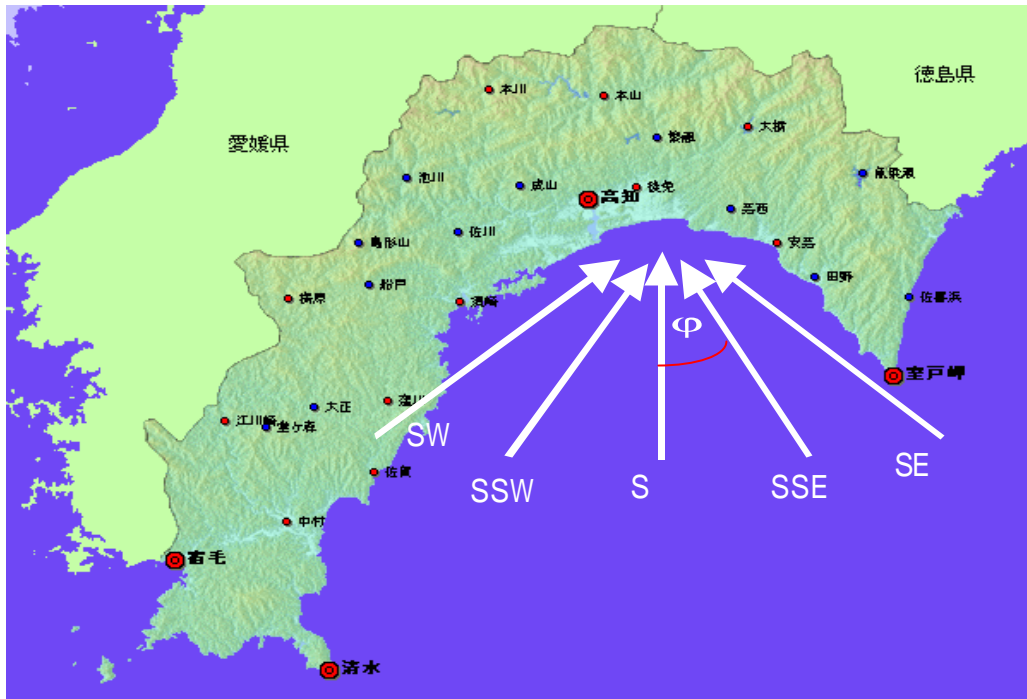 徳島県
本川
本山
大栃
繁藤
愛媛県
池川
成山
後免
高知
魚梁瀬
芸西
佐川
鳥形山
安芸
船戸
田野
梼原
須崎
佐喜浜
φ
室戸岬
窪川
大正
江川崎
SW
SE
佐賀
SSW
S
SSE
中村
宿毛
清水